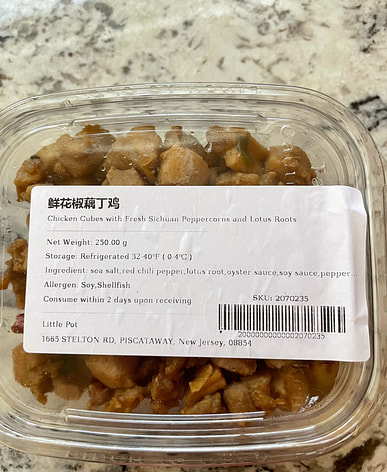 鲜花椒藕丁鸡
Chicken Cubes with Fresh Sichuan Peppercorns and Lotus Roots
Net Weight: 250.00 g
Storage: Refrigerated 32-40°F ( 0-4°C )
Ingredient: sea salt,red chili pepper,lotus root,oyster sauce,soy sauce,pepper...
Allergen: Soy,Shellfish
Consume within 2 days upon receiving
SKU: 2070235
20000000000002070235
Little Pot
1665 STELTON RD, PISCATAWAY, New Jersey, 08854